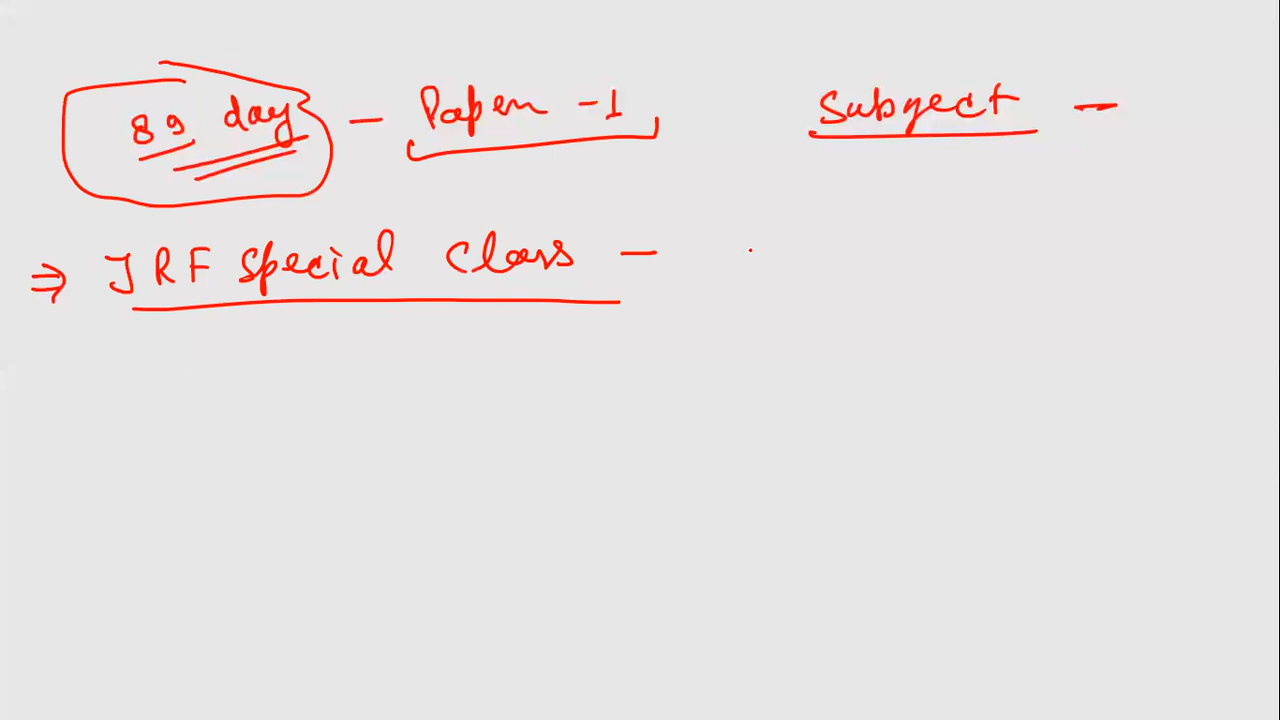 89 day - Paper -1 Subject -
⇒ JRF Special Class -